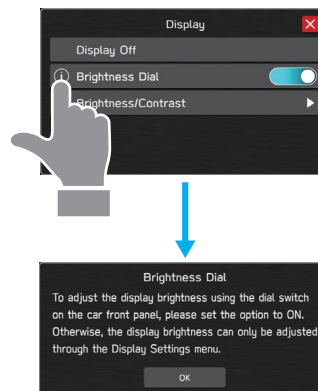 Display
Display Off
Brightness Dial
Brightness/Contrast
Brightness Dial
To adjust the display brightness using the dial switch
on the car front panel, please set the option to ON.
Otherwise, the display brightness can only be adjusted
through the Display Settings menu.
OK